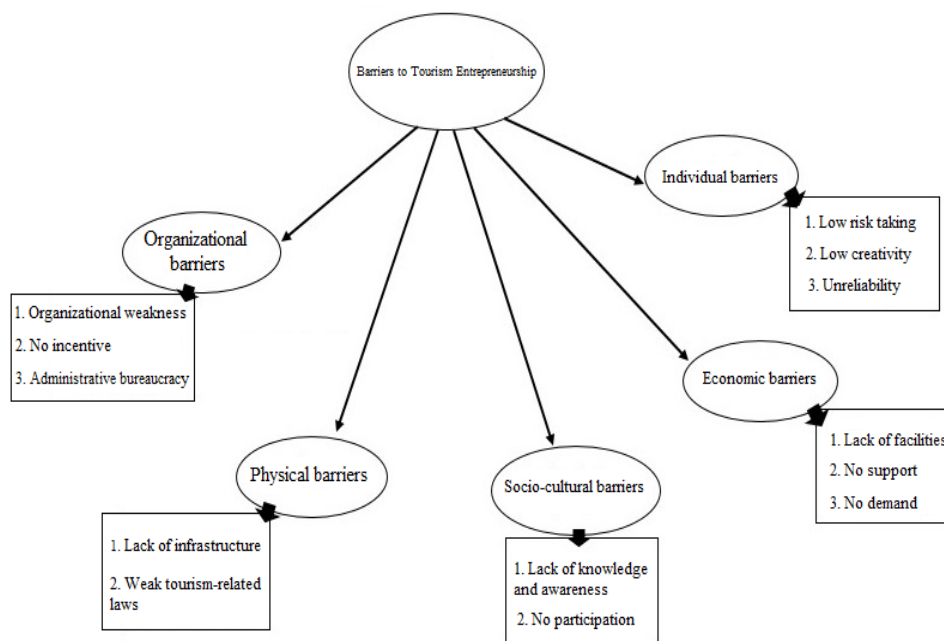 Barriers to Tourism Entrepreneurship
Individual barriers
1. Low risk taking
2. Low creativity
3. Unreliability
Organizational
barriers
1. Organizational weakness
2. No incentive
3. Administrative bureaucracy
Economic barriers
1. Lack of facilities
2. No support
3. No demand
Physical barriers
1. Lack of infrastructure
2. Weak tourism-related
laws
Socio-cultural barriers
1. Lack of knowledge
and awareness
2. No participation